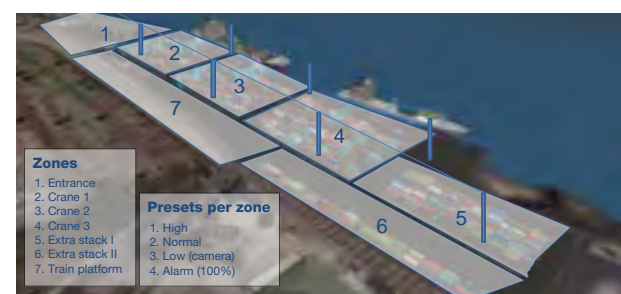 1
2
3
4
7
5
6
Zones
1. Entrance
2. Crane 1
3. Crane 2
4. Crane 3
5. Extra stack I
6. Extra stack II
7. Train platform
Presets per zone
1. High
2. Normal
3. Low (camera)
4. Alarm (100%)